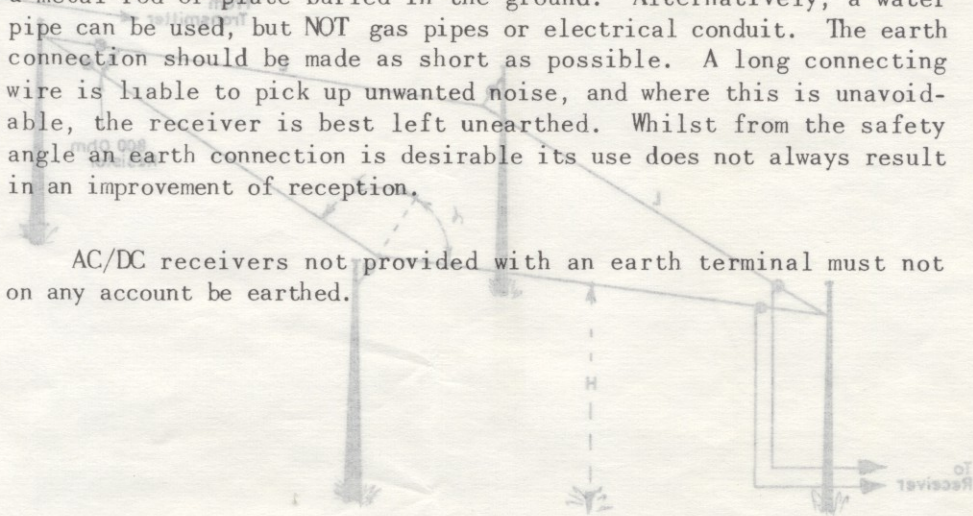 a metal rod or plate buried in the ground. Alternatively, a water
pipe can be used, but NOT gas pipes or electrical conduit. The earth
connection should be made as short as possible. A long connecting
wire is liable to pick up unwanted noise, and where this is unavoid-
able, the receiver is best left unearthed. Whilst from the safety
angle an earth connection is desirable its use does not always result
in an improvement of reception.
AC/DC receivers not provided with an earth terminal must not
on any account be earthed.
800 Ohm
L
H
To
Receiver